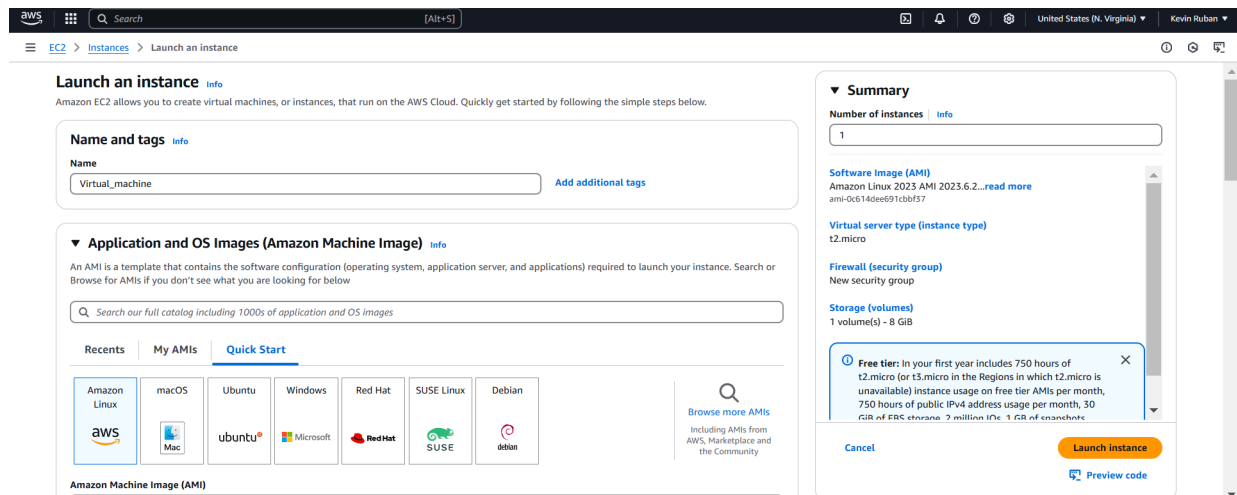 aws
Search
[Alt+S]
United States (N. Virginia)
Kevin Ruban
EC2 > Instances > Launch an instance
Launch an instance Info
Amazon EC2 allows you to create virtual machines, or instances, that run on the AWS Cloud. Quickly get started by following the simple steps below.
Name and tags Info
Name
Virtual_machine
Add additional tags
Application and OS Images (Amazon Machine Image) Info
An AMI is a template that contains the software configuration (operating system, application server, and applications) required to launch your instance. Search or
Browse for AMIs if you don't see what you are looking for below
Search our full catalog including 1000s of application and OS images
Recents
My AMIs
Quick Start
Amazon
Linux
aws
macOS
Mac
Ubuntu
ubuntu
Windows
Microsoft
Red Hat
Red Hat
SUSE Linux
SUSE
Debian
debian
Browse more AMIs
Including AMIs from
AWS, Marketplace and
the Community
Amazon Machine Image (AMI)
Summary
Number of instances Info
1
Software Image (AMI)
Amazon Linux 2023 AMI 2023.6.2...read more
ami-0c614dee691cbbf37
Virtual server type (instance type)
t2.micro
Firewall (security group)
New security group
Storage (volumes)
1 volume(s) - 8 GiB
Free tier: In your first year includes 750 hours of
t2.micro (or t3.micro in the Regions in which t2.micro is
unavailable) instance usage on free tier AMIs per month,
750 hours of public IPv4 address usage per month, 30
GiB of EBS storage, 2 million IOs, 1 GB of snapshots
Cancel
Launch instance
Preview code